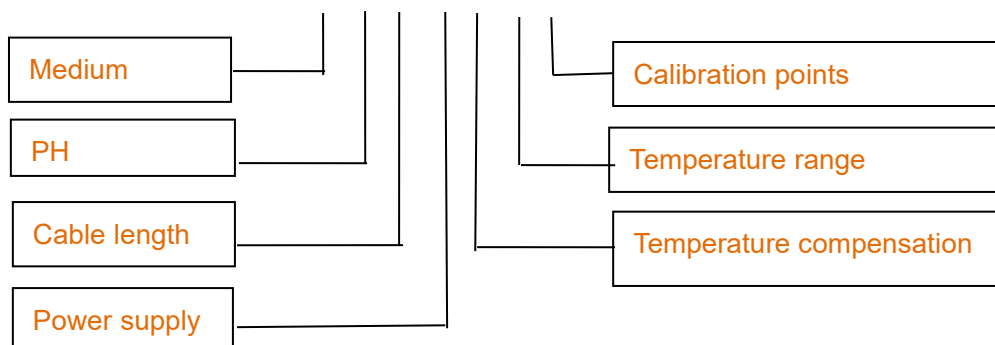 Medium
Calibration points
PH
Temperature range
Cable length
Temperature compensation
Power supply